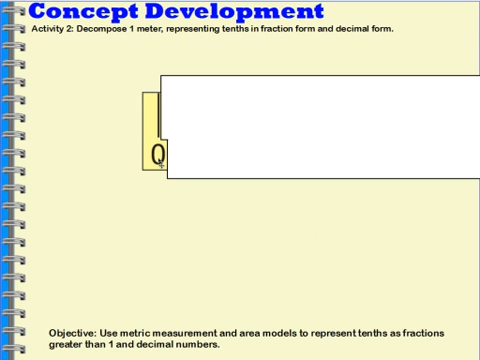 Concept Development
Activity 2: Decompose 1 meter, representing tenths in fraction form and decimal form.
0
Objective: Use metric measurement and area models to represent tenths as fractions
greater than 1 and decimal numbers.